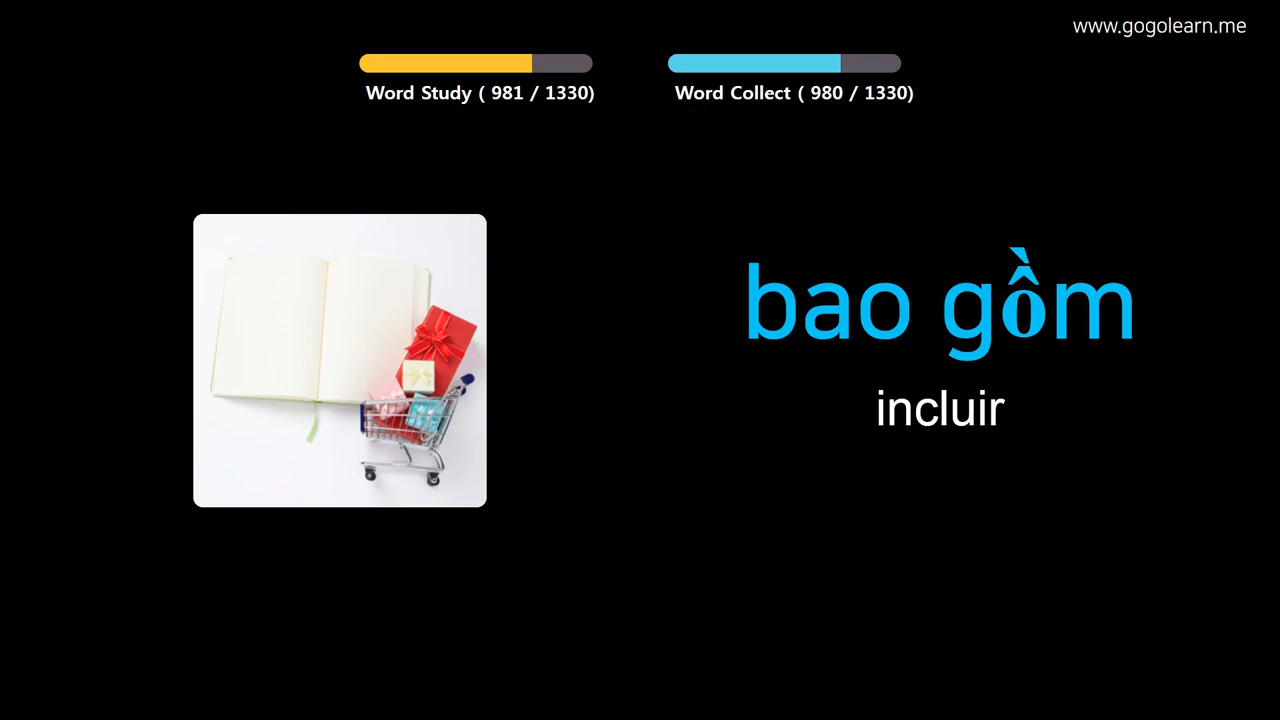 www.gogolearn.me
Word Study ( 981 / 1330)
Word Collect ( 980 / 1330)
bao gồm
incluir